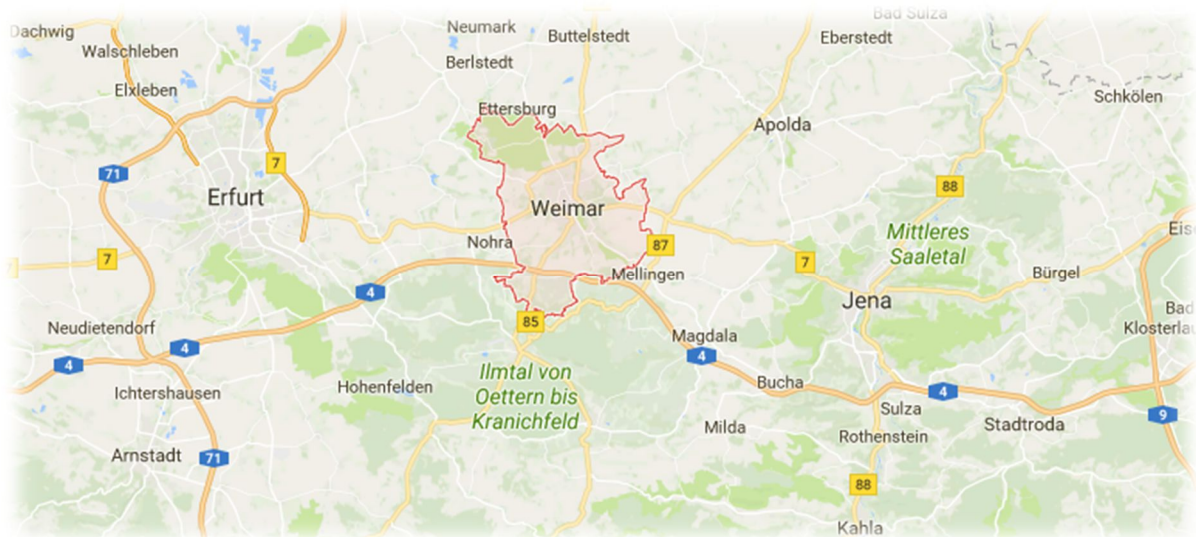 Bad Sulza
Dachwig
Neumark
Buttelstedt
Eberstedt
Walschleben
Berlstedt
Elxleben
Schkölen
Ettersburg
Apolda
7
71
88
Erfurt
Weimar
Mittleres
Saaletal
Nohra
87
7
7
Mellingen
Bürgel
4
Jena
85
Neudietendorf
Magdala
4
4
4
Ilmtal von
Oettern bis
Kranichfeld
Hohenfelden
Ichtershausen
Bucha
4
Sulza
9
Milda
Rothenstein
Stadtroda
Arnstadt
71
88
Kahla